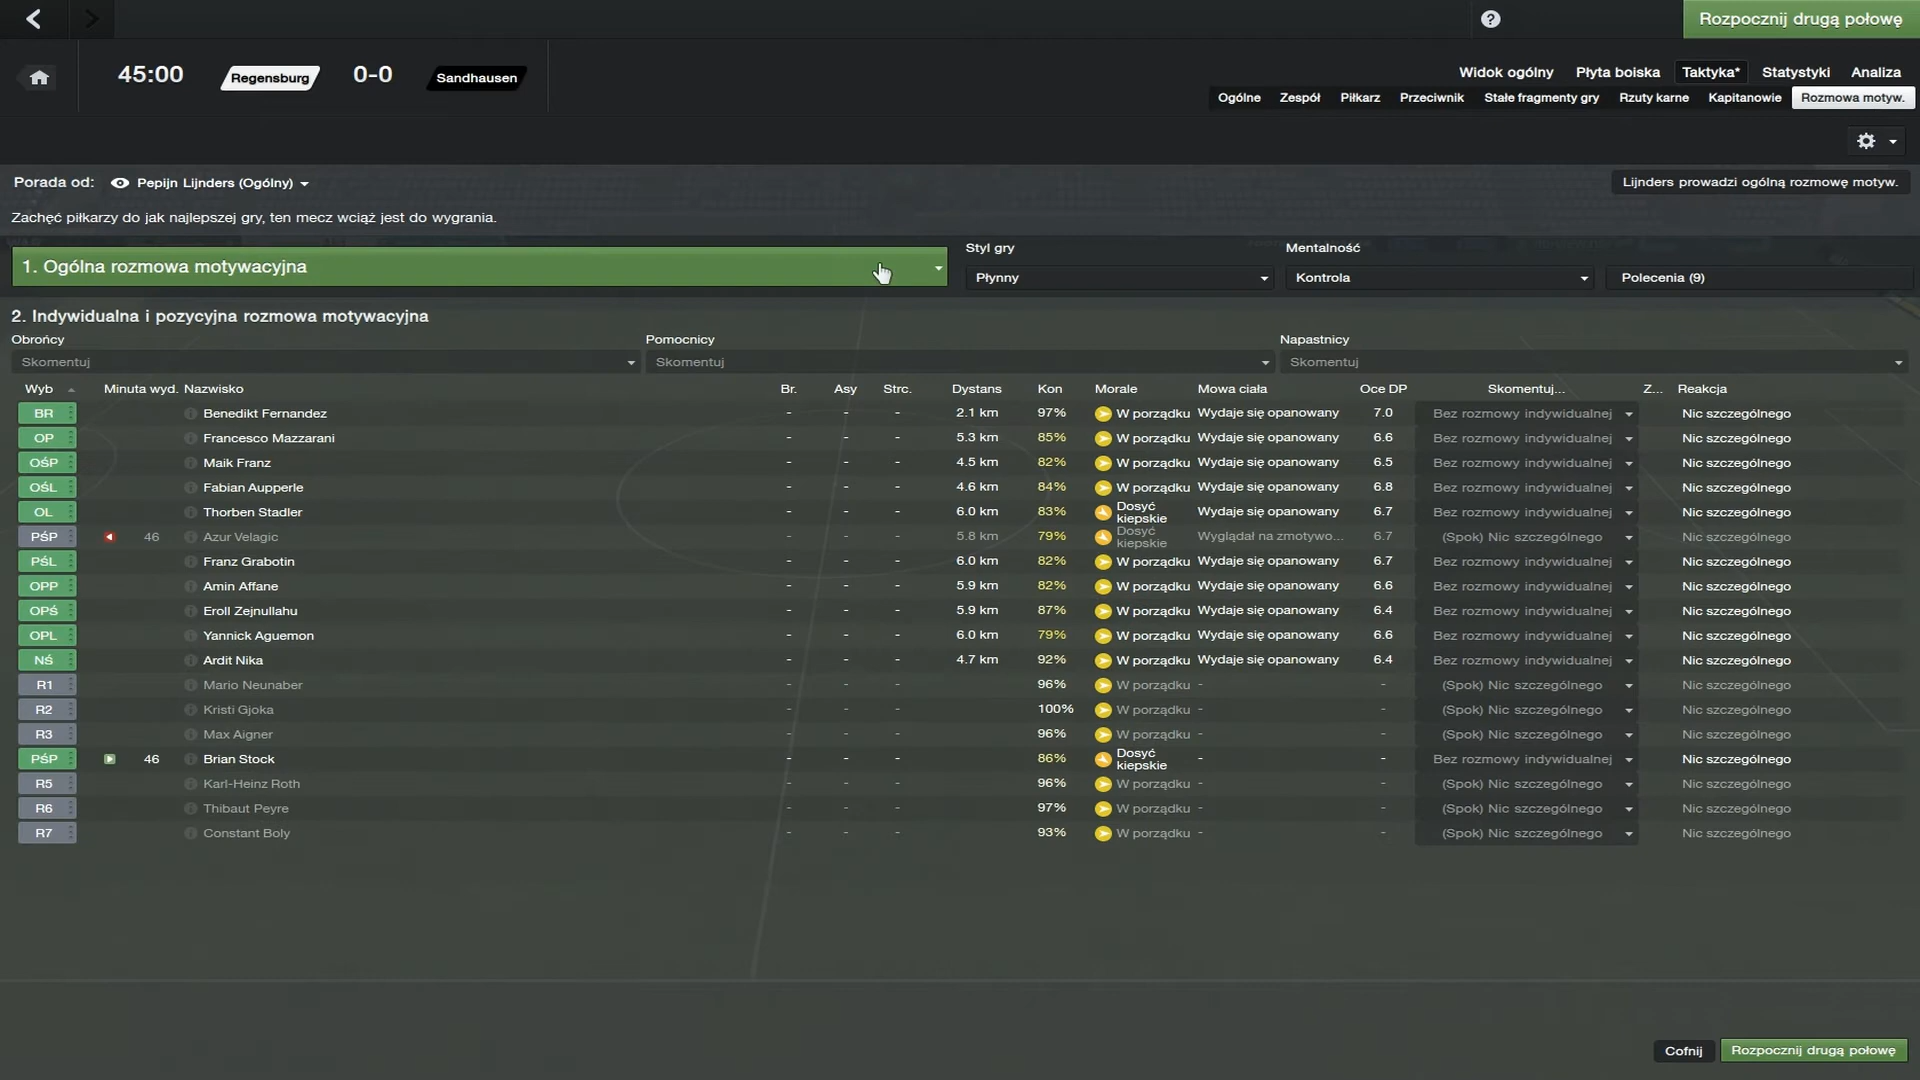 Rozpocznij drugą połowę
45:00 Regensburg 0-0 Sandhausen
Widok ogólny Płyta boiska Taktyka* Statystyki Analiza
Ogólne Zespół Piłkarz Przeciwnik Stałe fragmenty gry Rzuty karne Kapitanowie Rozmowa motyw.
Porada od: Pepijn Lijnders (Ogólny) Lijnders prowadzi ogólną rozmowę motyw.
Zachęć piłkarzy do jak najlepszej gry, ten mecz wciąż jest do wygrania.
Styl gry Mentalność
1. Ogólna rozmowa motywacyjna Płynny Kontrola Polecenia (9)
2. Indywidualna i pozycyjna rozmowa motywacyjna
Obrońcy Pomocnicy Napastnicy
Skomentuj Skomentuj Skomentuj
Wyb Minuta wyd. Nazwisko Br. Asy Strc. Dystans Kon Morale Mowa ciała Oce DP Skomentuj... Z... Reakcja
BR Benedikt Fernandez - - - 2.1 km 97% W porządku Wydaje się opanowany 7.0 Bez rozmowy indywidualnej Nic szczególnego
OP Francesco Mazzarani - - - 5.3 km 85% W porządku Wydaje się opanowany 6.6 Bez rozmowy indywidualnej Nic szczególnego
OŚP Maik Franz - - - 4.5 km 82% W porządku Wydaje się opanowany 6.5 Bez rozmowy indywidualnej Nic szczególnego
OŚL Fabian Aupperle - - - 4.6 km 84% W porządku Wydaje się opanowany 6.8 Bez rozmowy indywidualnej Nic szczególnego
OL Thorben Stadler - - - 6.0 km 83% Dosyć kiepskie Wydaje się opanowany 6.7 Bez rozmowy indywidualnej Nic szczególnego
PŚP 46 Azur Velagic - - - 5.8 km 79% Dosyć kiepskie Wyglądał na zmotywo... 6.7 (Spok) Nic szczególnego Nic szczególnego
PŚL Franz Grabotin - - - 6.0 km 82% W porządku Wydaje się opanowany 6.7 Bez rozmowy indywidualnej Nic szczególnego
OPP Amin Affane - - - 5.9 km 82% W porządku Wydaje się opanowany 6.6 Bez rozmowy indywidualnej Nic szczególnego
OPŚ Eroll Zejnullahu - - - 5.9 km 87% W porządku Wydaje się opanowany 6.4 Bez rozmowy indywidualnej Nic szczególnego
OPL Yannick Aguemon - - - 6.0 km 79% W porządku Wydaje się opanowany 6.6 Bez rozmowy indywidualnej Nic szczególnego
NŚ Ardit Nika - - - 4.7 km 92% W porządku Wydaje się opanowany 6.4 Bez rozmowy indywidualnej Nic szczególnego
R1 Mario Neunaber - - - 96% W porządku - - (Spok) Nic szczególnego Nic szczególnego
R2 Kristi Gjoka - - - 100% W porządku - - (Spok) Nic szczególnego Nic szczególnego
R3 Max Aigner - - - 96% W porządku - - (Spok) Nic szczególnego Nic szczególnego
PŚP 46 Brian Stock - - - 86% Dosyć kiepskie - - Bez rozmowy indywidualnej Nic szczególnego
R5 Karl-Heinz Roth - - - 96% W porządku - - (Spok) Nic szczególnego Nic szczególnego
R6 Thibaut Peyre - - - 97% W porządku - - (Spok) Nic szczególnego Nic szczególnego
R7 Constant Boly - - - 93% W porządku - - (Spok) Nic szczególnego Nic szczególnego
Cofnij Rozpocznij drugą połowę